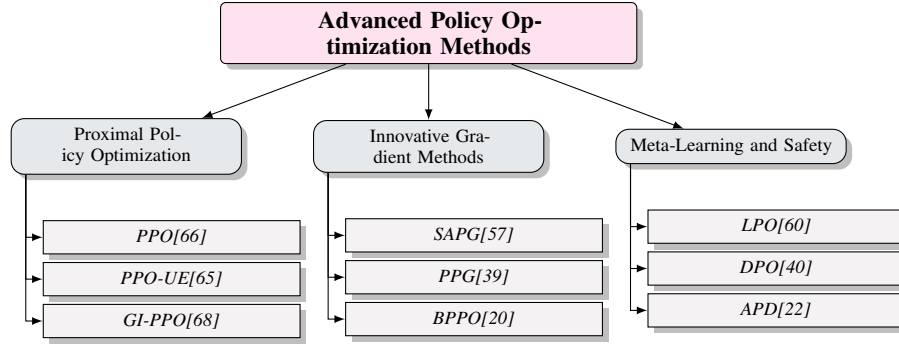 Advanced Policy Op-
timization Methods
Proximal Pol-
icy Optimization
PPO[66]
PPO-UE[65]
GI-PPO[68]
Innovative Gra-
dient Methods
SAPG[57]
PPG[39]
BPPO[20]
Meta-Learning and Safety
LPO[60]
DPO[40]
APD[22]